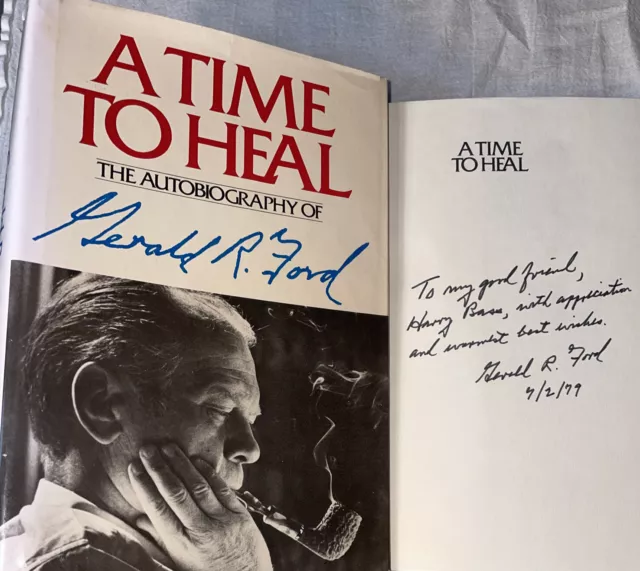 A TIME
TO HEAL
THE AUTOBIOGRAPHY OF
Gerald R. Ford
A TIME
TO HEAL
To my good friend,
Harry Bass, with appreciation
and warmest best wishes.
Gerald R. Ford
7/2/79